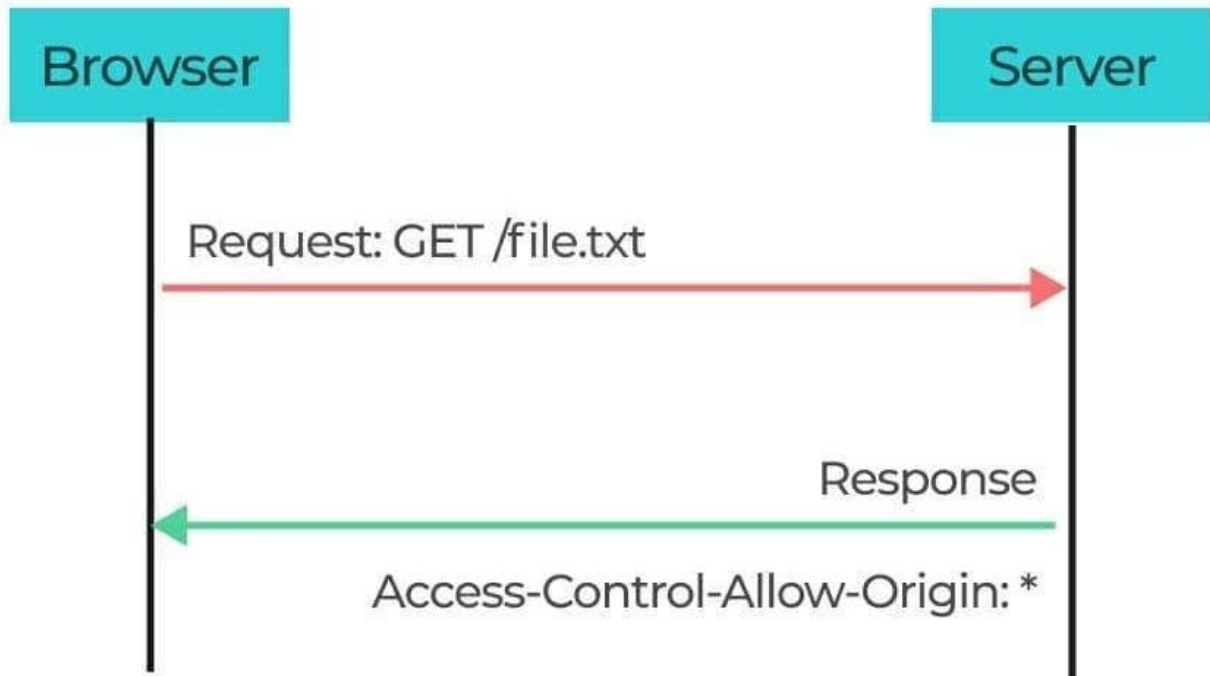 Browser
Server
Request: GET /file.txt
Response
Access-Control-Allow-Origin: *